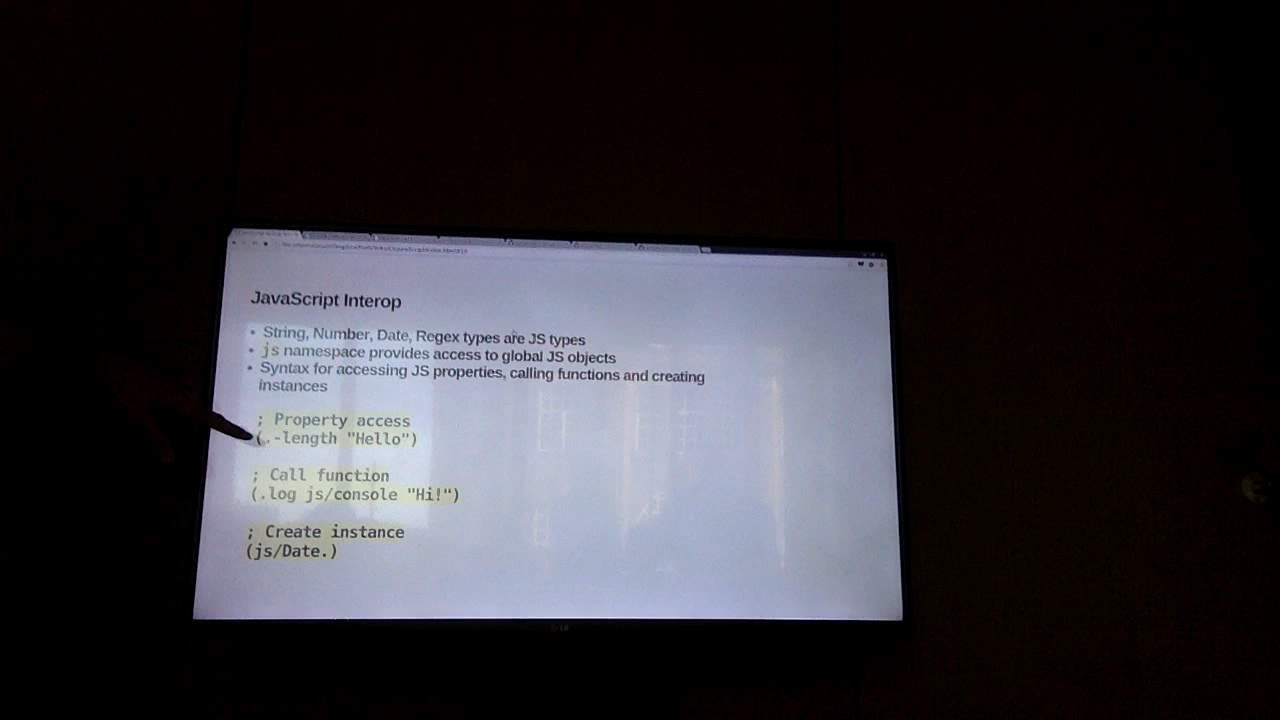 JavaScript Interop
• String, Number, Date, Regex types are JS types
• js namespace provides access to global JS objects
• Syntax for accessing JS properties, calling functions and creating
instances
; Property access
(.-length "Hello")
; Call function
(.log js/console "Hi!")
; Create instance
(js/Date.)
LG